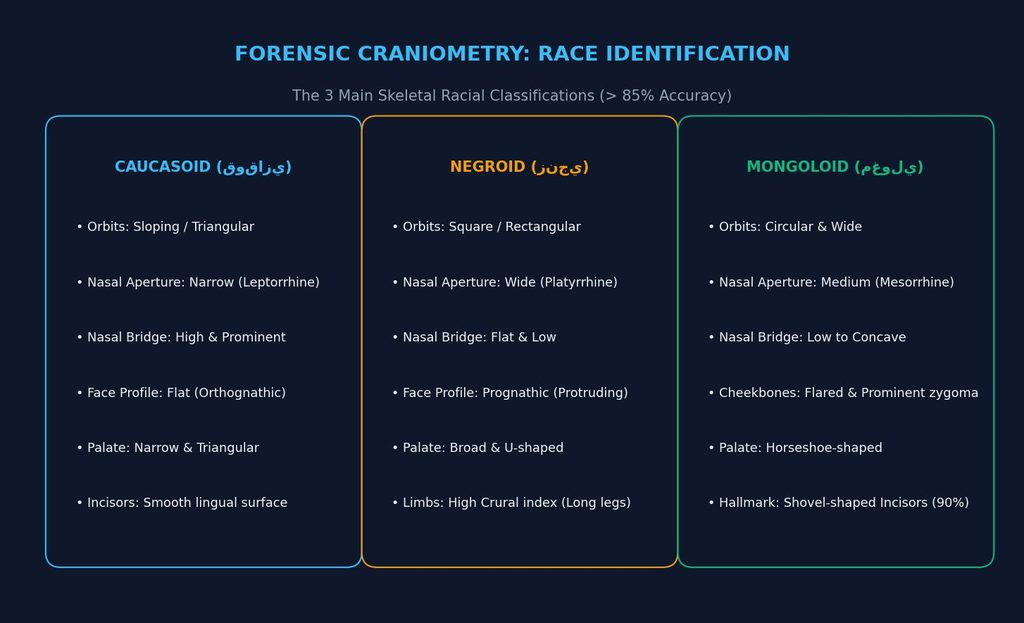 FORENSIC CRANIOMETRY: RACE IDENTIFICATION
The 3 Main Skeletal Racial Classifications (> 85% Accuracy)
CAUCASOID (يزاقوق)
• Orbits: Sloping / Triangular
• Nasal Aperture: Narrow (Leptorrhine)
• Nasal Bridge: High & Prominent
• Face Profile: Flat (Orthognathic)
• Palate: Narrow & Triangular
• Incisors: Smooth lingual surface
NEGROID (يجنز)
• Orbits: Square / Rectangular
• Nasal Aperture: Wide (Platyrrhine)
• Nasal Bridge: Flat & Low
• Face Profile: Prognathic (Protruding)
• Palate: Broad & U-shaped
• Limbs: High Crural index (Long legs)
MONGOLOID (يلوغم)
• Orbits: Circular & Wide
• Nasal Aperture: Medium (Mesorrhine)
• Nasal Bridge: Low to Concave
• Cheekbones: Flared & Prominent zygoma
• Palate: Horseshoe-shaped
• Hallmark: Shovel-shaped Incisors (90%)